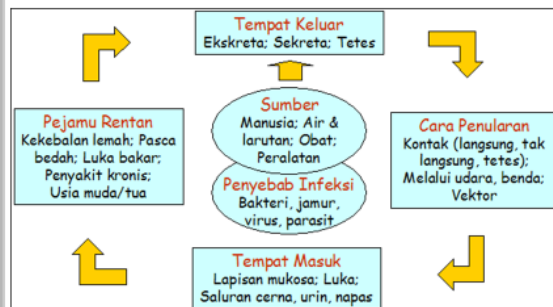 Tempat Keluar
Ekskreta; Sekreta; Tetes
Sumber
Manusia; Air &
larutan; Obat;
Peralatan
Penyebab Infeksi
Bakteri, jamur,
virus, parasit
Pejamu Rentan
Kekebalan lemah; Pasca
bedah; Luka bakar;
Penyakit kronis;
Usia muda/tua
Cara Penularan
Kontak (langsung, tak
langsung, tetes);
Melalui udara, benda;
Vektor
Tempat Masuk
Lapisan mukosa; Luka;
Saluran cerna, urin, napas